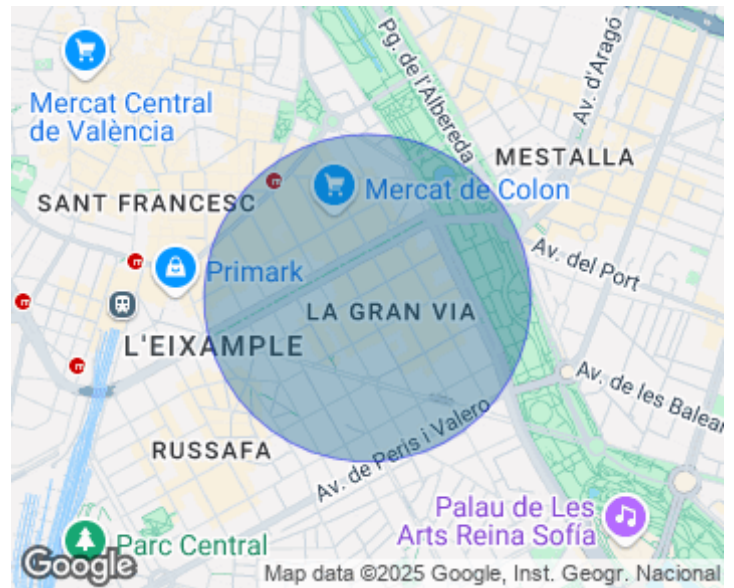 Pg. de l'Albereda
Av. d'Aragó
Mercat Central
de València
MESTALLA
Mercat de Colon
SANT FRANCESC
Av. del Port
Primark
LA GRAN VIA
L'EIXAMPLE
Av. de les Balear
RUSSAFA
Av. de Peris i Valero
Palau de Les
Arts Reina Sofía
Parc Central
Google
Map data ©2025 Google, Inst. Geogr. Nacional